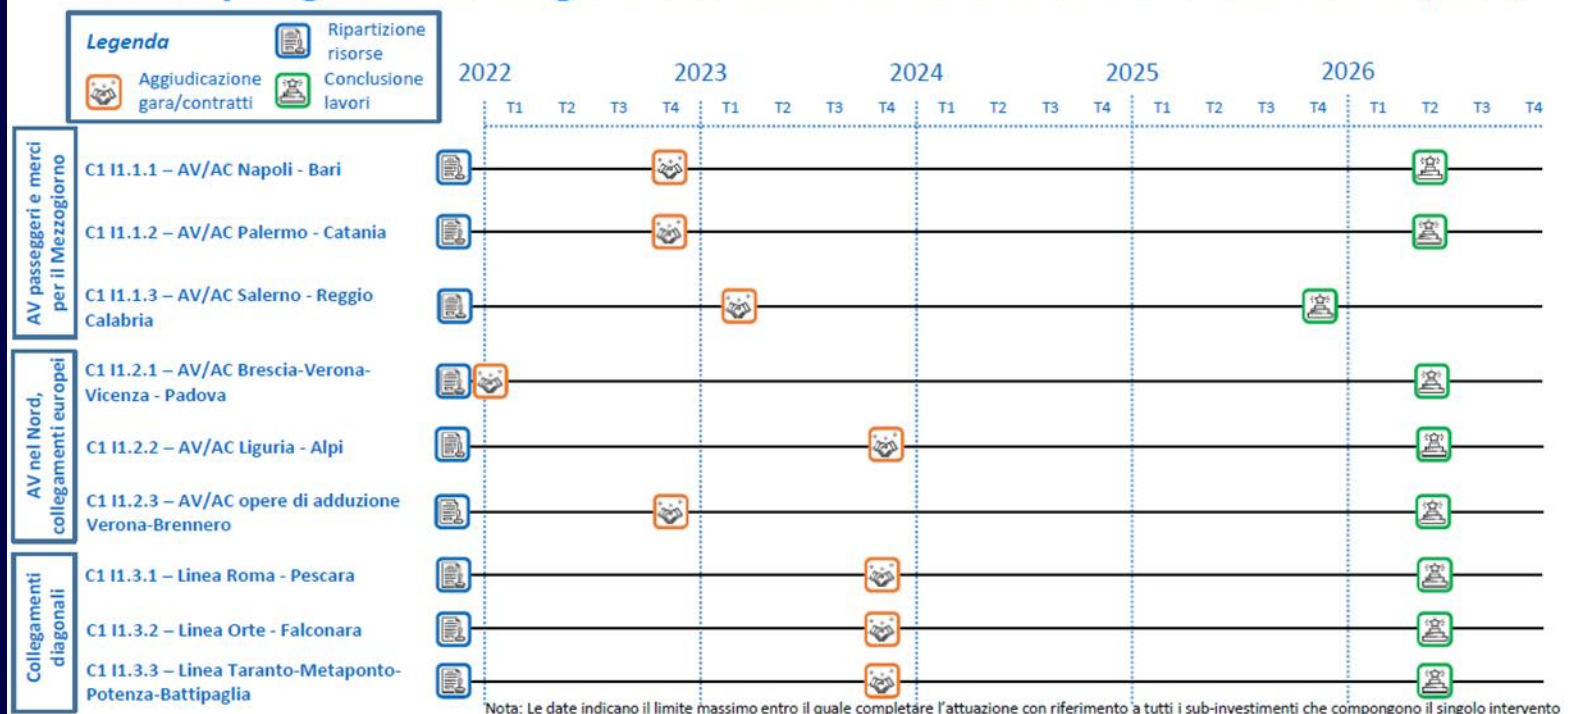 Legenda
Ripartizione
risorse
Aggiudicazione
gara/contratti
Conclusione
lavori
2022 2023 2024 2025 2026
T1 T2 T3 T4 T1 T2 T3 T4 T1 T2 T3 T4 T1 T2 T3 T4 T1 T2 T3 T4
AV passeggeri e merci
per il Mezzogiorno
C1 I1.1.1 – AV/AC Napoli - Bari
C1 I1.1.2 – AV/AC Palermo - Catania
C1 I1.1.3 – AV/AC Salerno - Reggio
Calabria
AV nel Nord,
collegamenti europei
C1 I1.2.1 – AV/AC Brescia-Verona-
Vicenza - Padova
C1 I1.2.2 – AV/AC Liguria - Alpi
C1 I1.2.3 – AV/AC opere di adduzione
Verona-Brennero
Collegamenti
diagonali
C1 I1.3.1 – Linea Roma - Pescara
C1 I1.3.2 – Linea Orte - Falconara
C1 I1.3.3 – Linea Taranto-Metaponto-
Potenza-Battipaglia
Nota: Le date indicano il limite massimo entro il quale completare l'attuazione con riferimento a tutti i sub-investimenti che compongono il singolo intervento